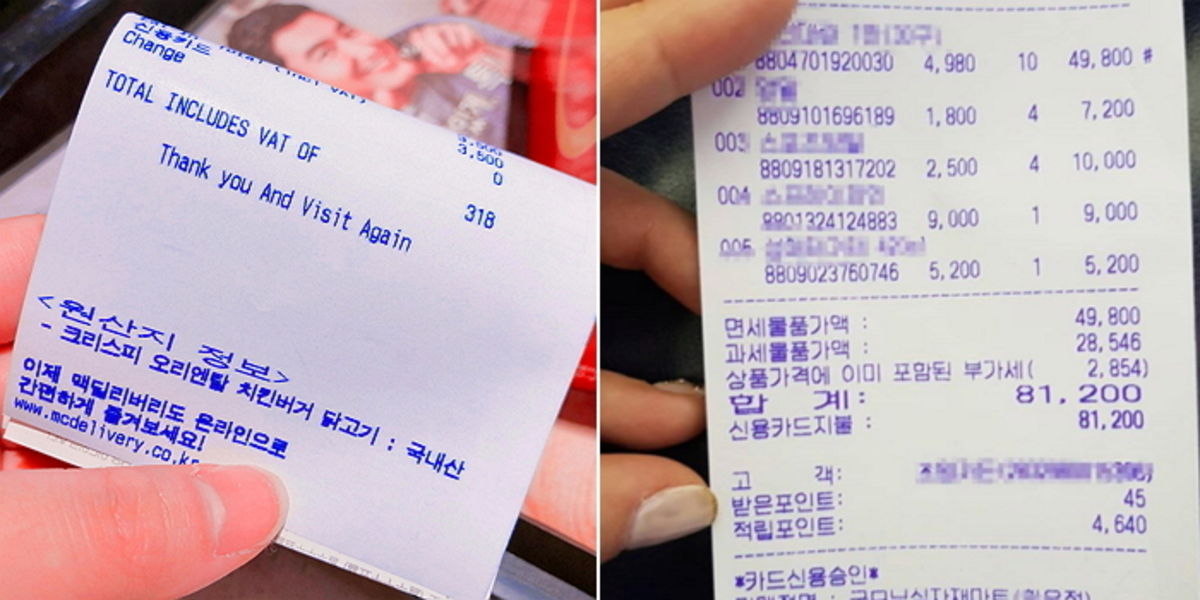 신용카드
Change
3,500
0
TOTAL INCLUDES VAT OF 318
Thank you And Visit Again
<원산지 정보>
- 크리스피 오리엔탈 치킨버거 닭고기 : 국내산
이제 맥딜리버리도 온라인으로
간편하게 즐겨보세요!
www.mcdelivery.co.kr
8804701920030 4,980 10 49,800 #
002
8809101696189 1,800 4 7,200
003
8809181317202 2,500 4 10,000
004
8801324124883 9,000 1 9,000
005
8809023760746 5,200 1 5,200
면세물품가액 : 49,800
과세물품가액 : 28,546
상품가격에 이미 포함된 부가세( 2,854)
합 계: 81,200
신용카드지불 : 81,200
고 객:
받은포인트: 45
적립포인트: 4,640
*카드신용승인*